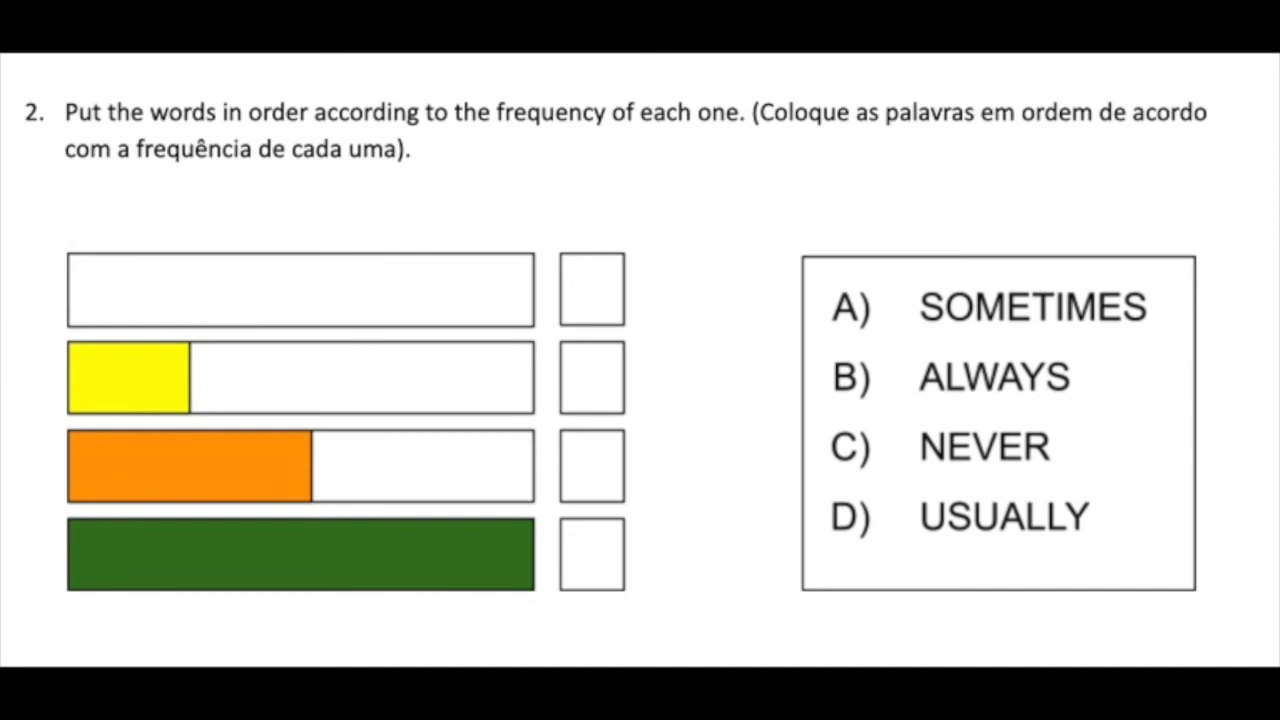 2. Put the words in order according to the frequency of each one. (Coloque as palavras em ordem de acordo
com a frequência de cada uma).
A) SOMETIMES
B) ALWAYS
C) NEVER
D) USUALLY